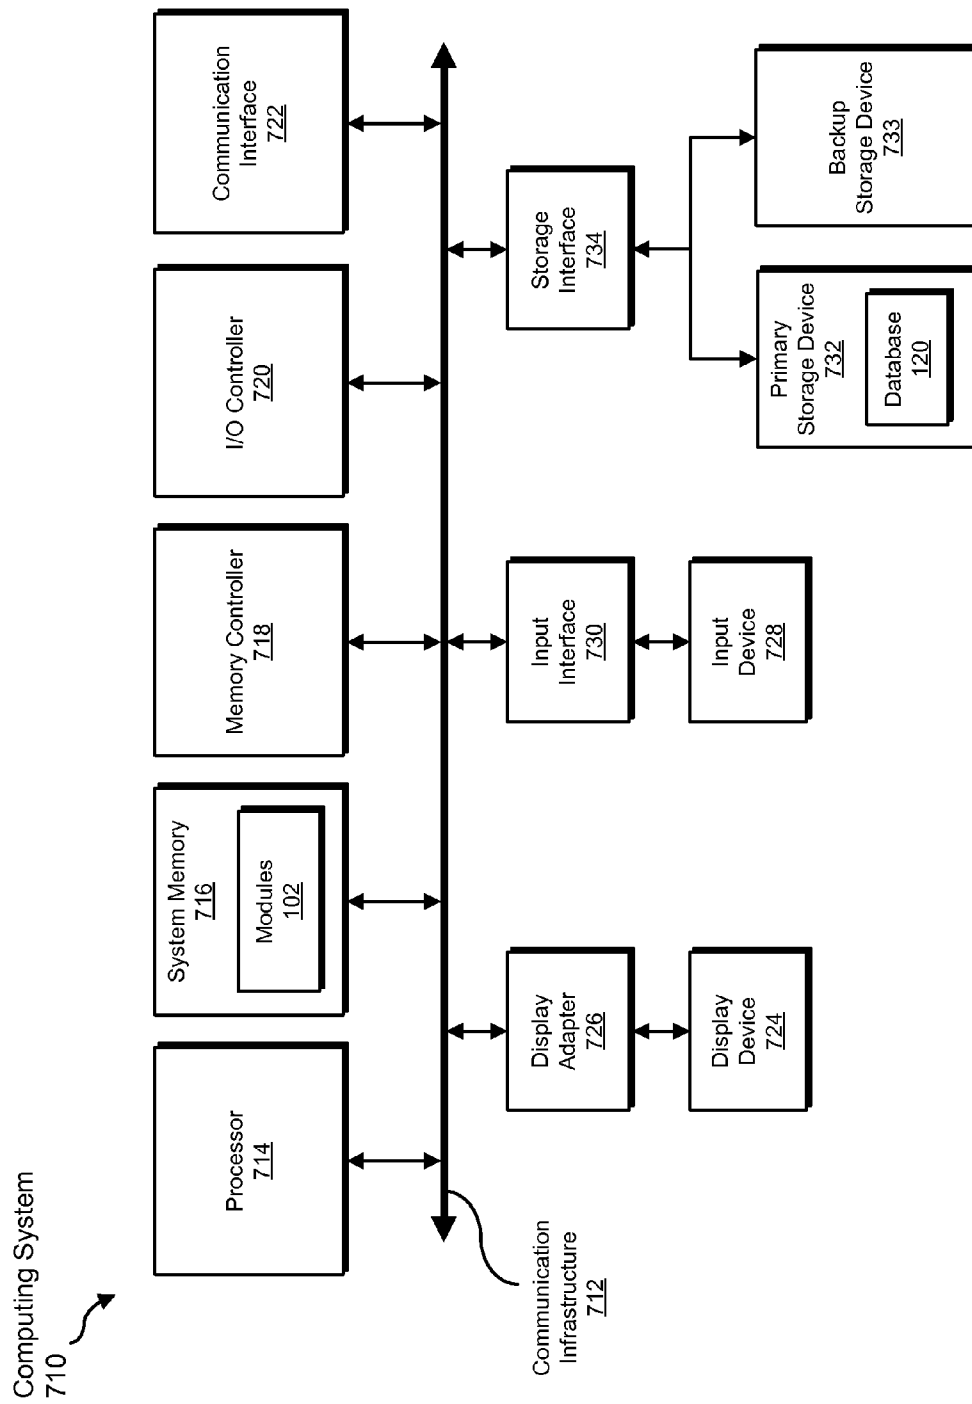 Computing System
710
Processor
714
System Memory
716
Modules
102
Memory Controller
718
I/O Controller
720
Communication
Interface
722
Communication
Infrastructure
712
Display
Adapter
726
Input
Interface
730
Storage
Interface
734
Display
Device
724
Input
Device
728
Primary
Storage Device
732
Database
120
Backup
Storage Device
733